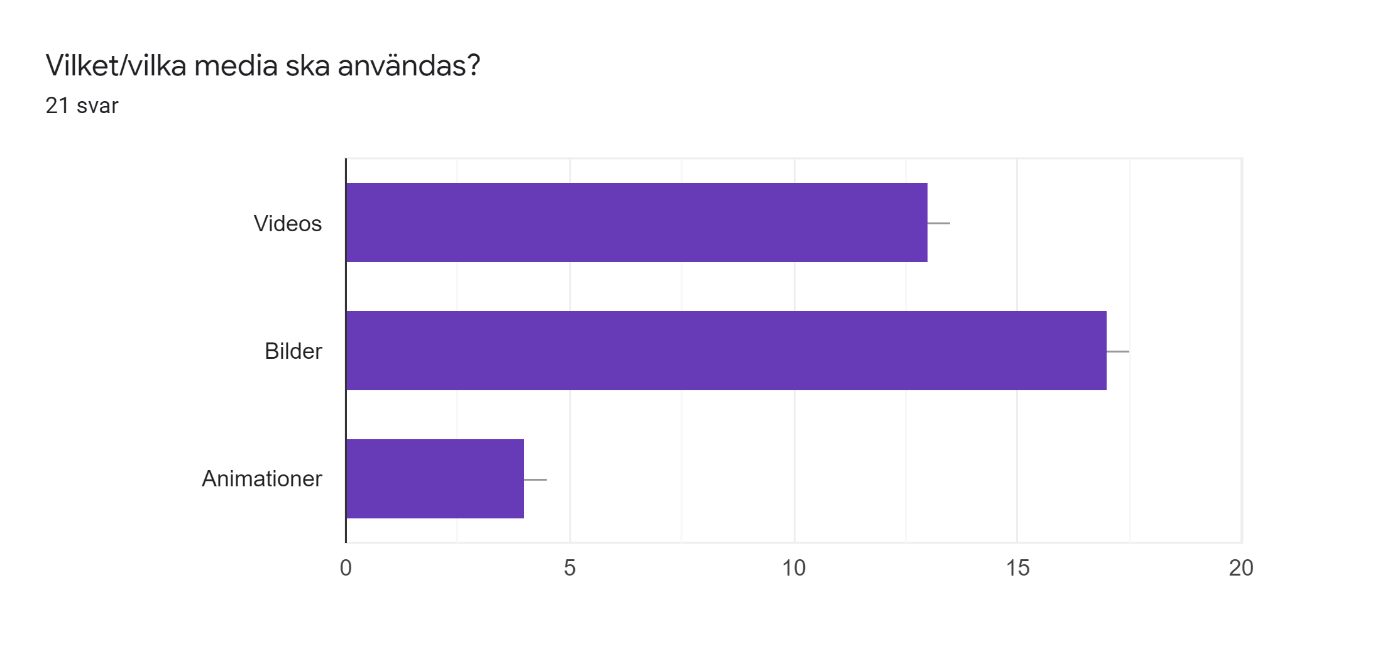 Vilket/vilka media ska användas?
21 svar
Videos
Bilder
Animationer
0 5 10 15 20